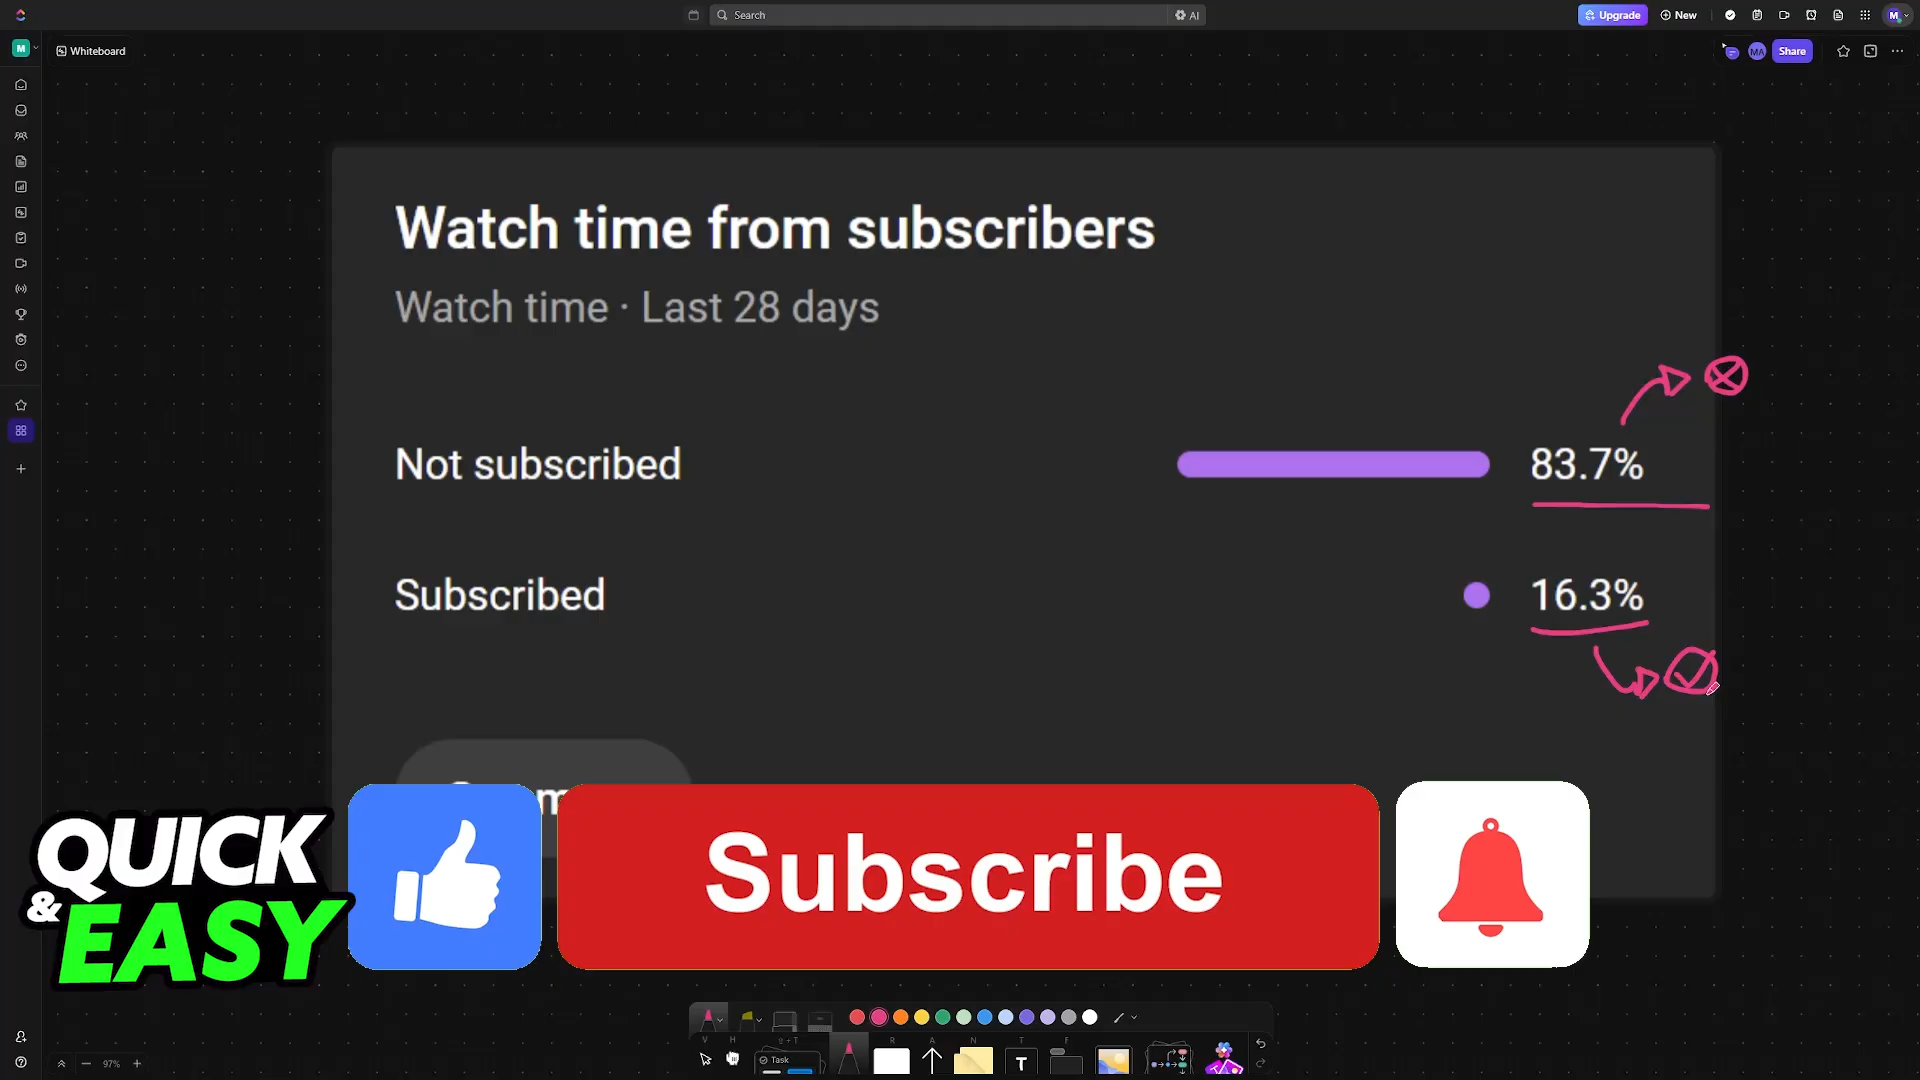 Search
AI
Upgrade
New
M
M
Whiteboard
MA
Share
Watch time from subscribers
Watch time · Last 28 days
Not subscribed
83.7%
Subscribed
16.3%
QUICK
& EASY
Subscribe
V
H
⇧+T
R
A
N
T
F
Task
T
97%